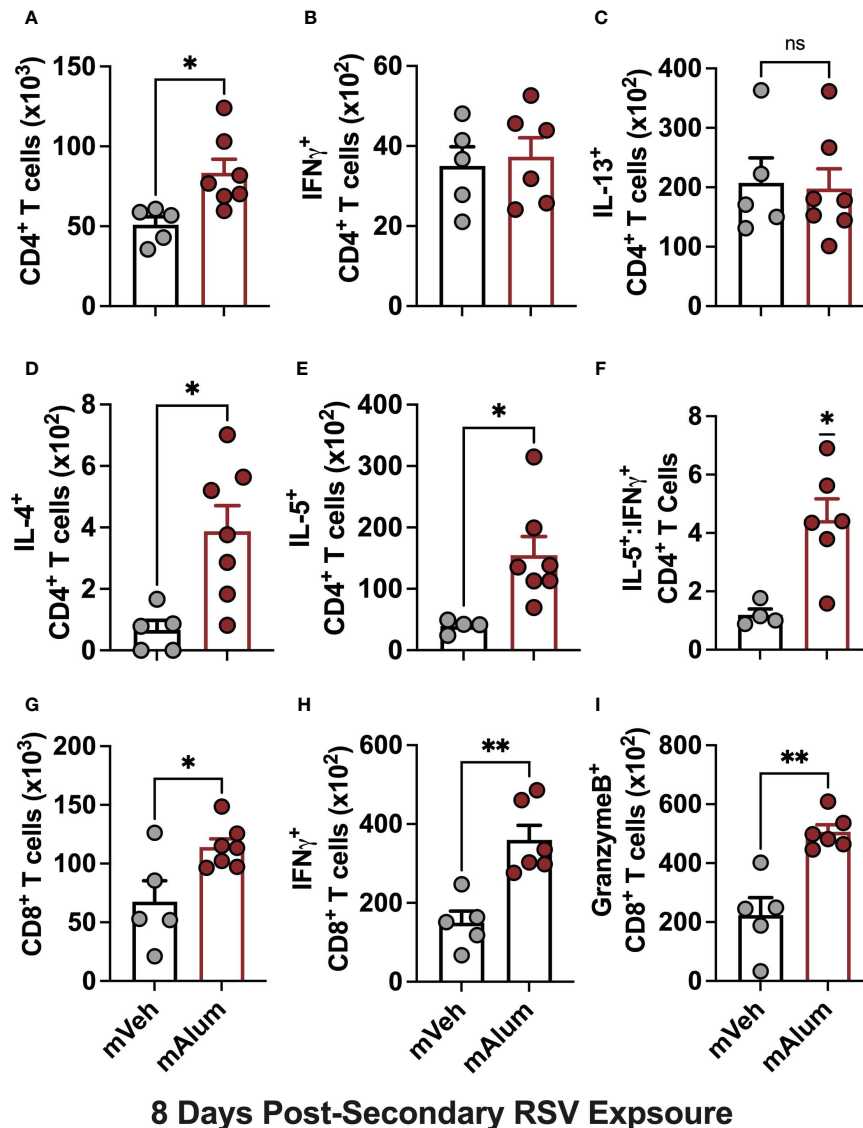 A
CD4+ T cells (x10³)
150
100
50
0
*
B
IFNγ+
CD4+ T cells (x10²)
60
40
20
0
C
IL-13+
CD4+ T cells (x10²)
400
300
200
100
0
ns
D
IL-4+
CD4+ T cells (x10²)
8
6
4
2
0
*
E
IL-5+
CD4+ T cells (x10²)
400
300
200
100
0
*
F
IL-5+:IFNγ+
CD4+ T Cells
8
6
4
2
0
*
G
CD8+ T cells (x10³)
200
150
100
50
0
*
mVeh
mAlum
H
IFNγ+
CD8+ T cells (x10²)
600
400
200
0
**
mVeh
mAlum
I
GranzymeB+
CD8+ T cells (x10²)
800
600
400
200
0
**
mVeh
mAlum
8 Days Post-Secondary RSV Expsoure